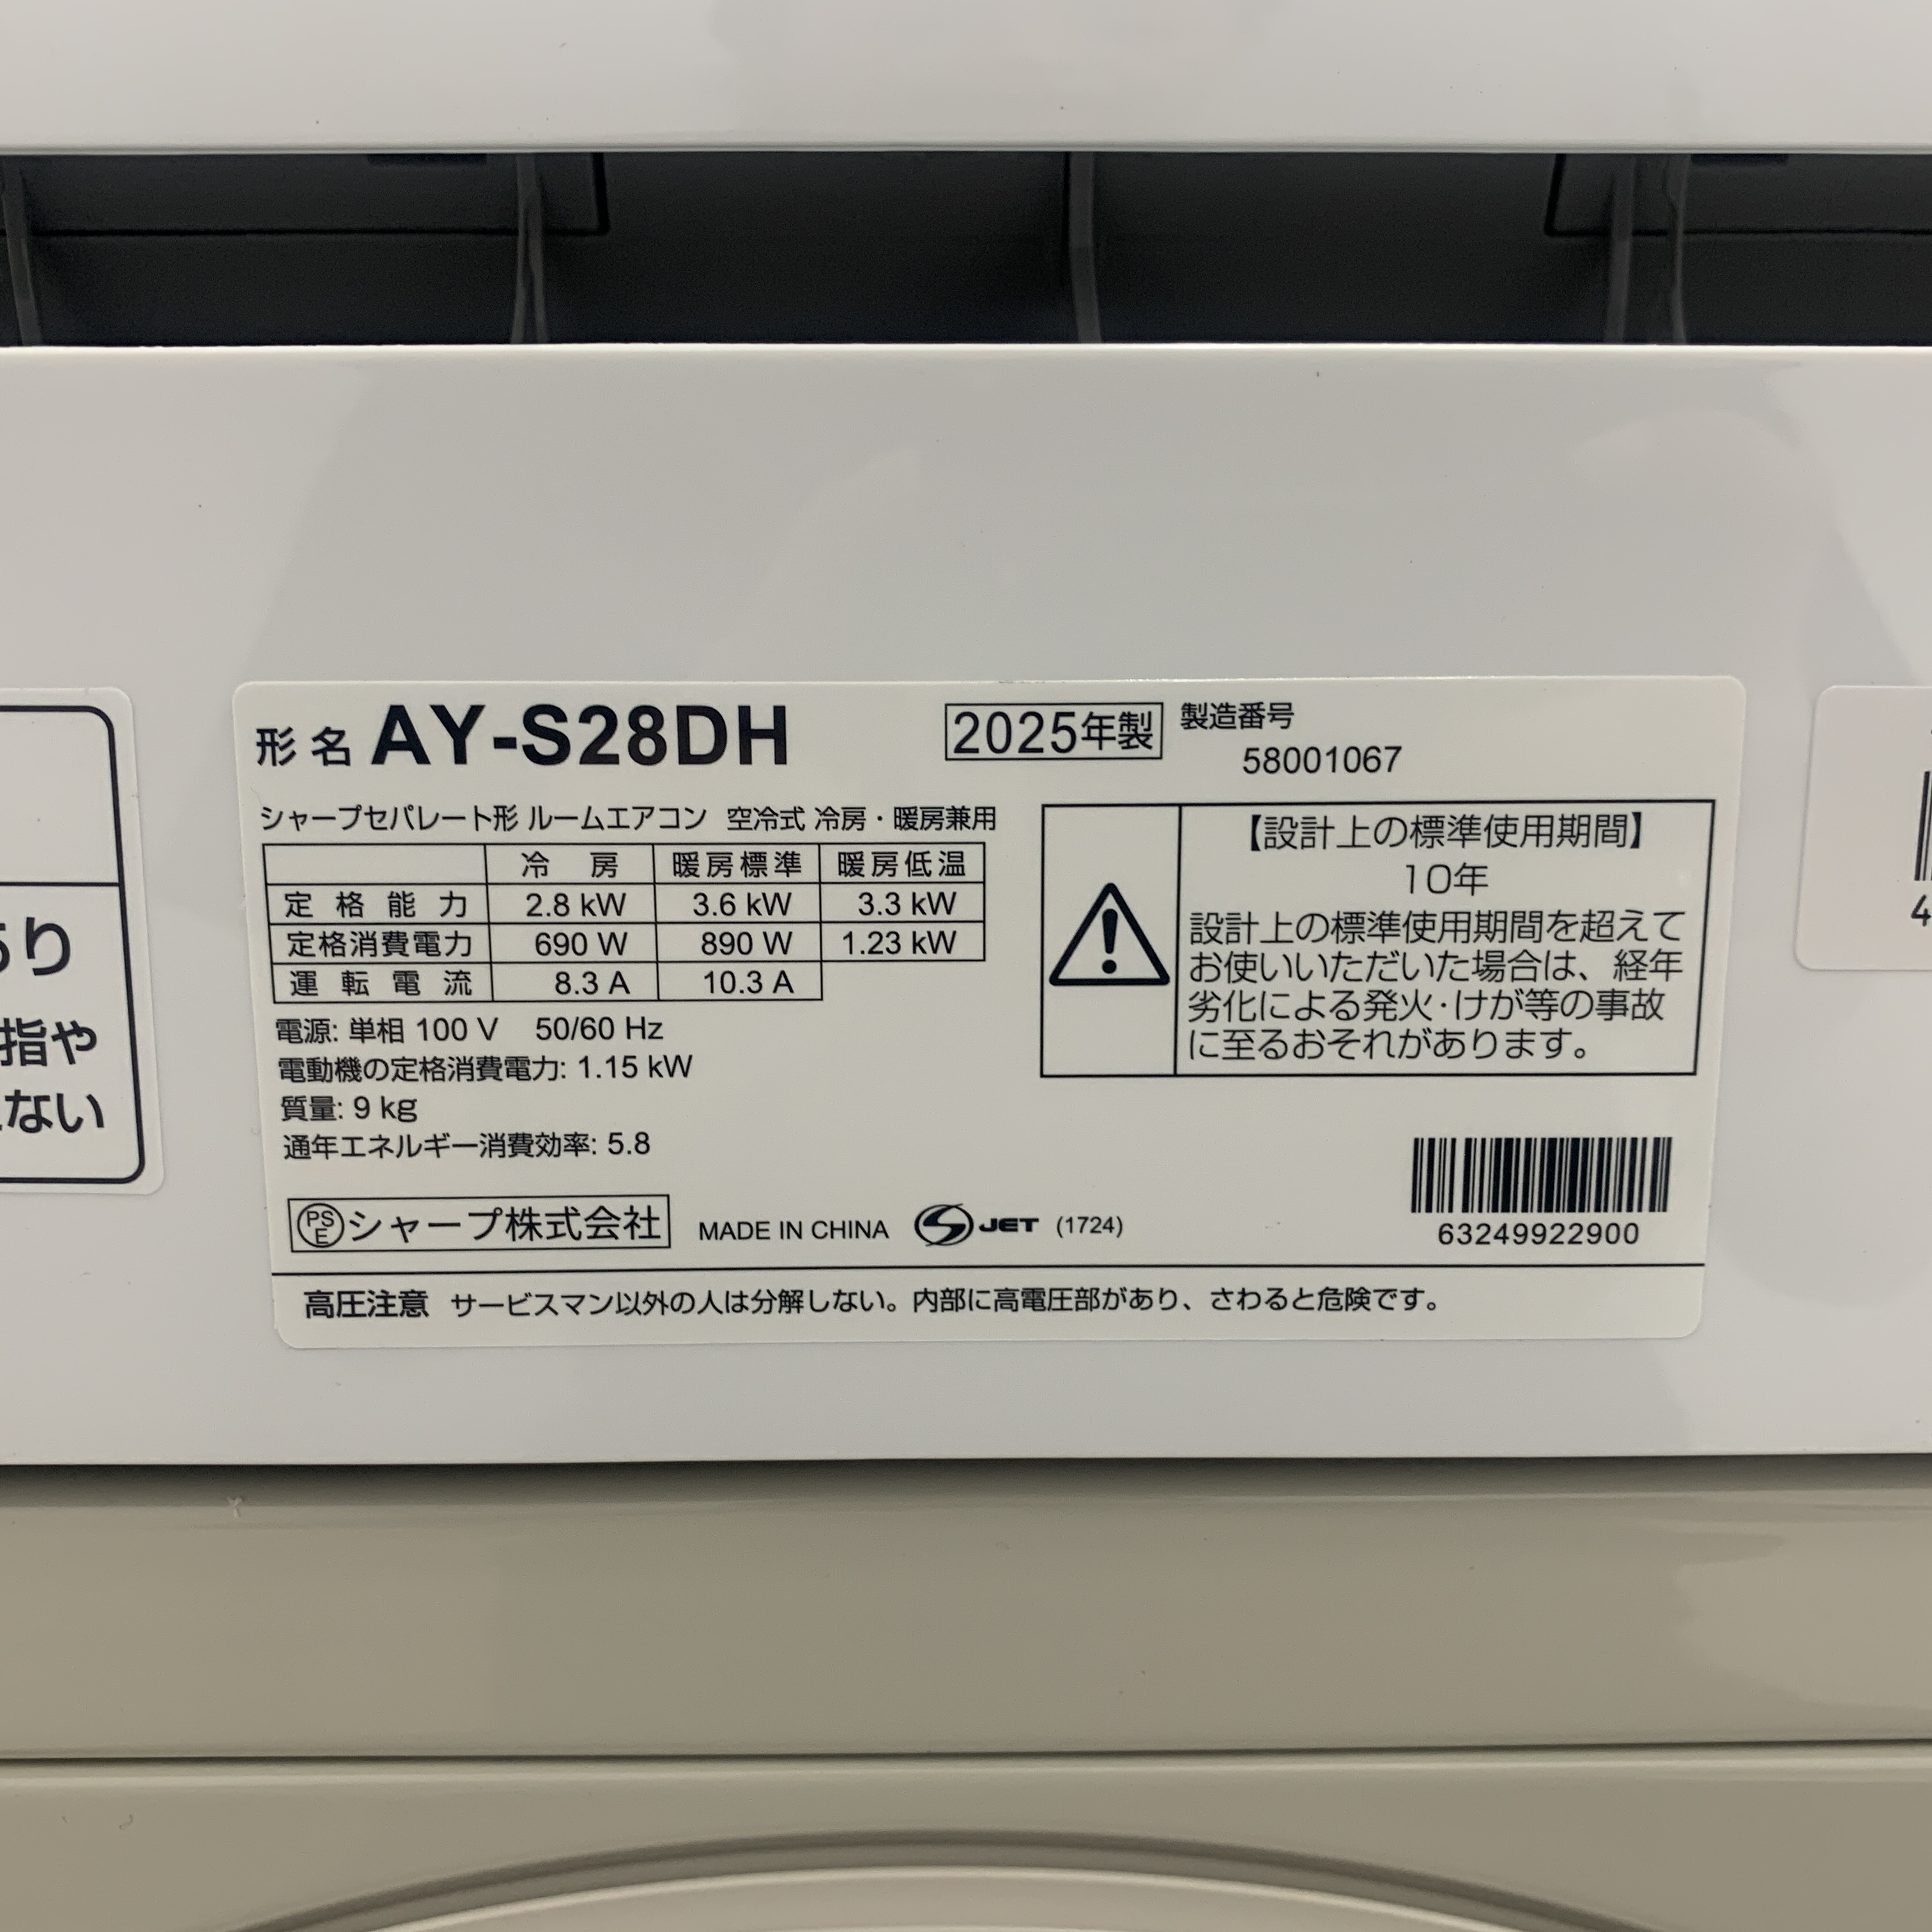 形名 AY-S28DH
2025年製 製造番号
58001067
シャープセパレート形 ルームエアコン 空冷式 冷房・暖房兼用
冷房 暖房標準 暖房低温
定格能力 2.8 kW 3.6 kW 3.3 kW
定格消費電力 690 W 890 W 1.23 kW
運転電流 8.3 A 10.3 A
電源: 単相 100 V 50/60 Hz
電動機の定格消費電力: 1.15 kW
質量: 9 kg
通年エネルギー消費効率: 5.8
【設計上の標準使用期間】
10年
設計上の標準使用期間を超えて
お使いいただいた場合は、経年
劣化による発火･けが等の事故
に至るおそれがあります。
PSE シャープ株式会社 MADE IN CHINA JET (1724)
63249922900
高圧注意 サービスマン以外の人は分解しない。内部に高電圧部があり、さわると危険です。
あり
指や
ない
4